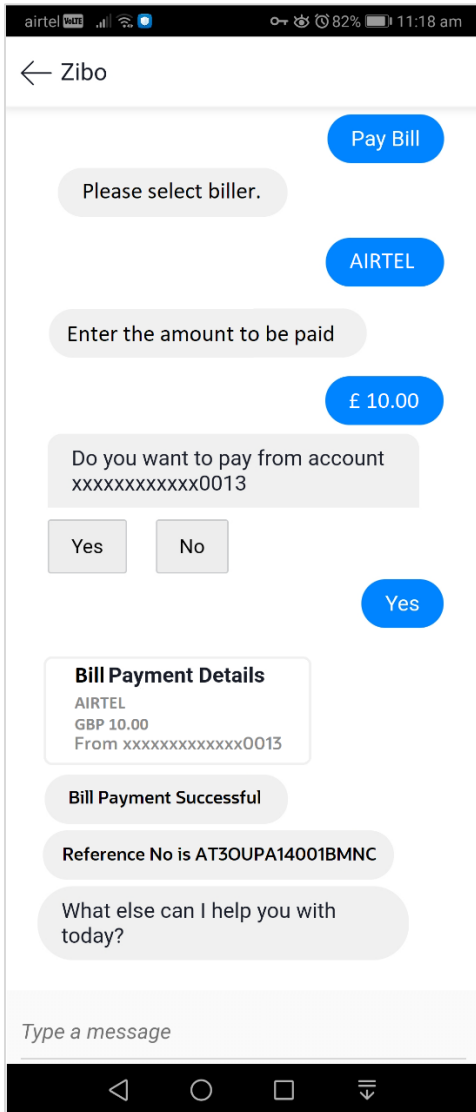 airtel VoLTE 82% 11:18 am
Zibo
Pay Bill
Please select biller.
AIRTEL
Enter the amount to be paid
£ 10.00
Do you want to pay from account
xxxxxxxxxxxx0013
Yes No
Yes
Bill Payment Details
AIRTEL
GBP 10.00
From xxxxxxxxxxxxx0013
Bill Payment Successful
Reference No is AT3OUPA14001BMNC
What else can I help you with
today?
Type a message